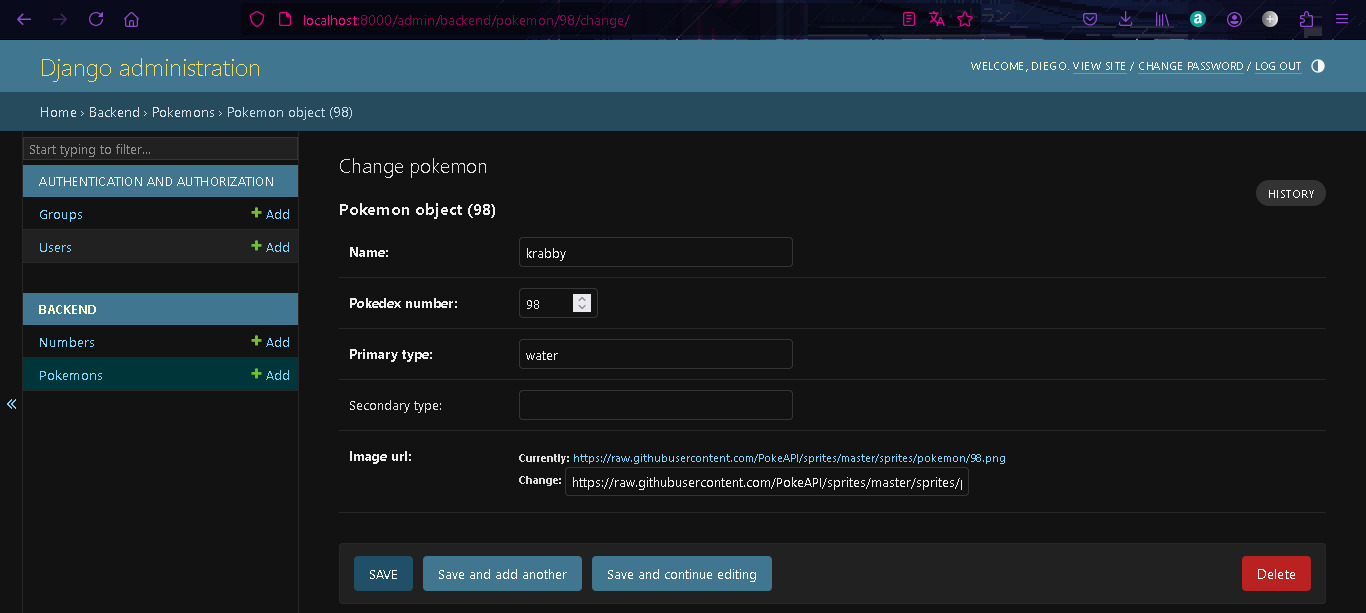 localhost:8000/admin/backend/pokemon/98/change/
Django administration
WELCOME, DIEGO. VIEW SITE / CHANGE PASSWORD / LOG OUT
Home › Backend › Pokemons › Pokemon object (98)
Start typing to filter...
AUTHENTICATION AND AUTHORIZATION
Groups + Add
Users + Add
BACKEND
Numbers + Add
Pokemons + Add
«
Change pokemon
HISTORY
Pokemon object (98)
Name: krabby
Pokedex number: 98
Primary type: water
Secondary type:
Image url: Currently: https://raw.githubusercontent.com/PokeAPI/sprites/master/sprites/pokemon/98.png
Change: https://raw.githubusercontent.com/PokeAPI/sprites/master/sprites/p
SAVE Save and add another Save and continue editing Delete